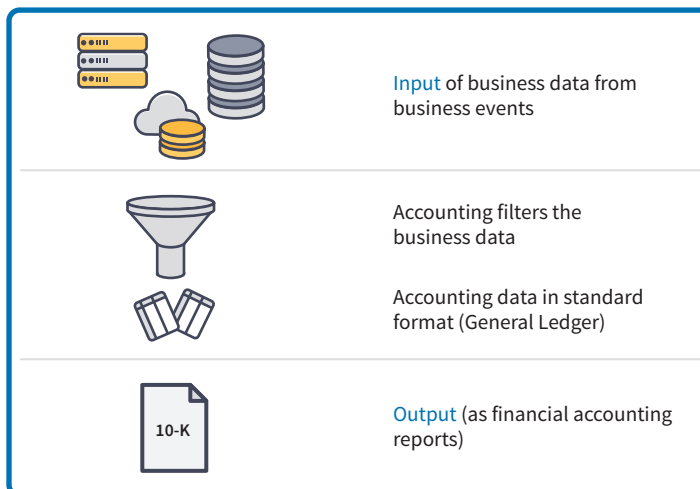 Input of business data from
business events
Accounting filters the
business data
Accounting data in standard
format (General Ledger)
10-K
Output (as financial accounting
reports)